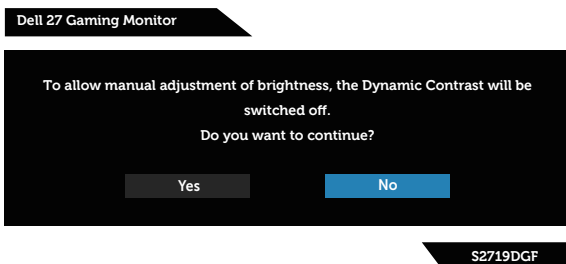 Dell 27 Gaming Monitor
To allow manual adjustment of brightness, the Dynamic Contrast will be
switched off.
Do you want to continue?
Yes
No
S2719DGF